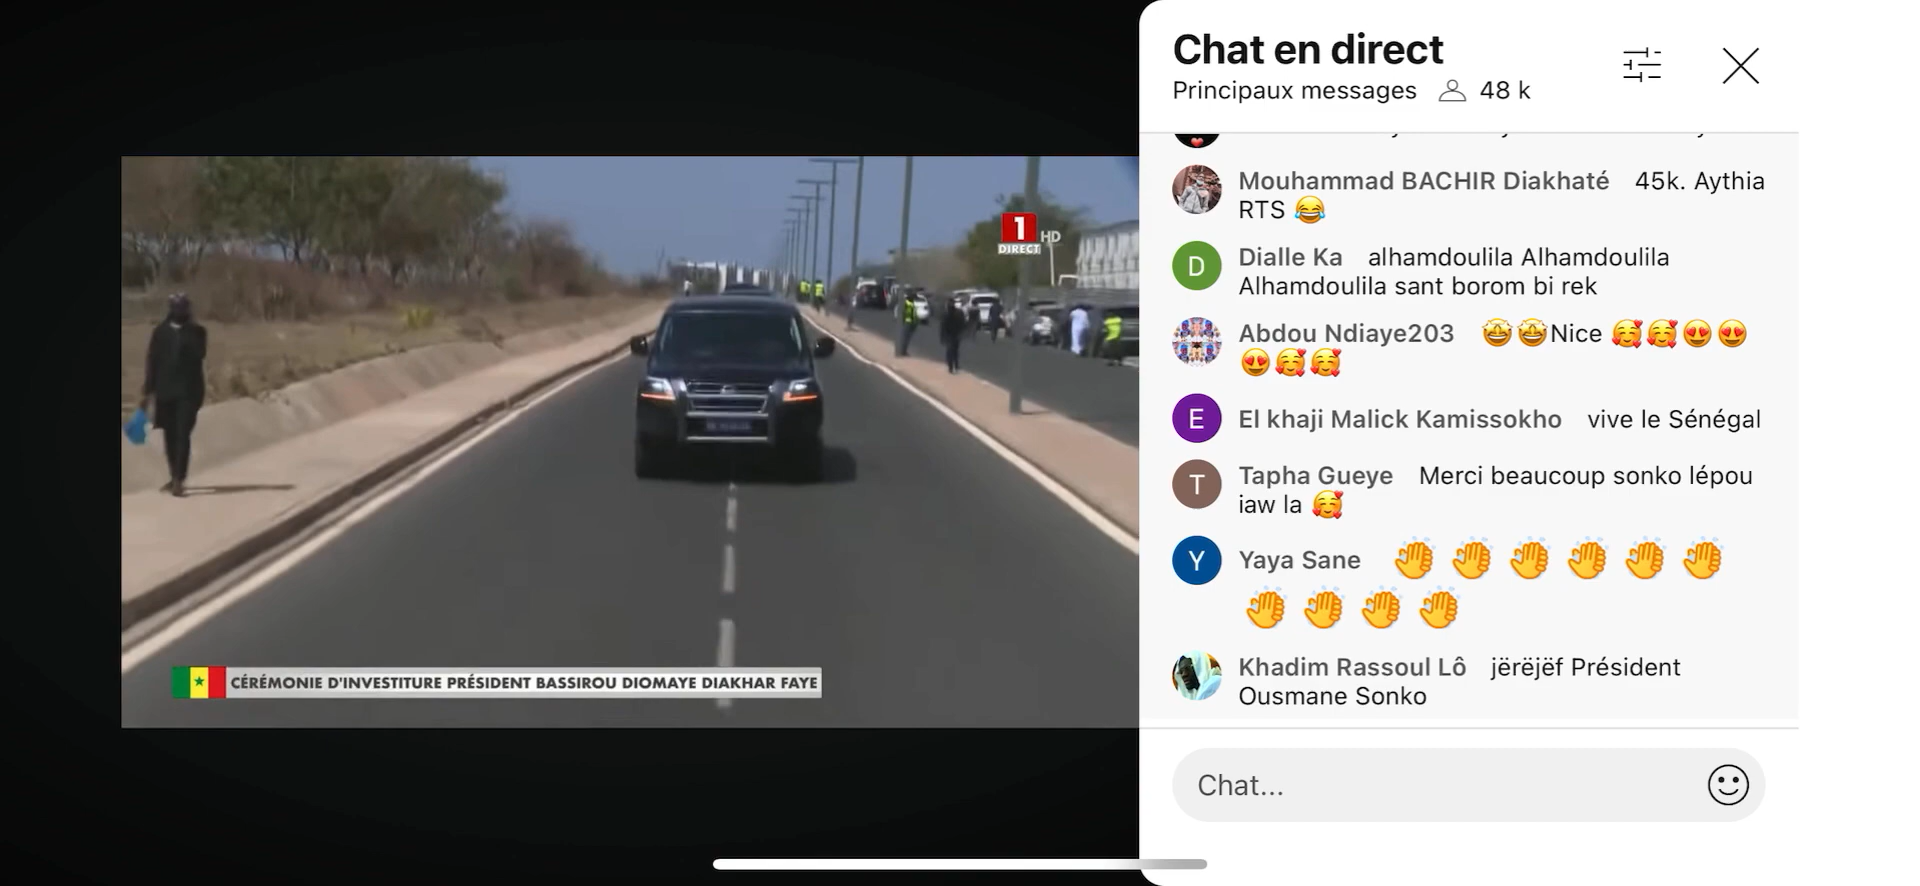 1
HD
DIRECT
CÉRÉMONIE D'INVESTITURE PRÉSIDENT BASSIROU DIOMAYE DIAKHAR FAYE
Chat en direct
Principaux messages 48 k
Mouhammad BACHIR Diakhaté 45k. Aythia
RTS 😂
D
Dialle Ka alhamdoulila Alhamdoulila
Alhamdoulila sant borom bi rek
Abdou Ndiaye203 🤩🤩Nice 🥰🥰😍😍
😍🥰🥰
E
El khaji Malick Kamissokho vive le Sénégal
T
Tapha Gueye Merci beaucoup sonko lépou
iaw la 🥰
Y
Yaya Sane 👏👏👏👏👏👏
👏👏👏👏
Khadim Rassoul Lô jërëjëf Président
Ousmane Sonko
Chat...